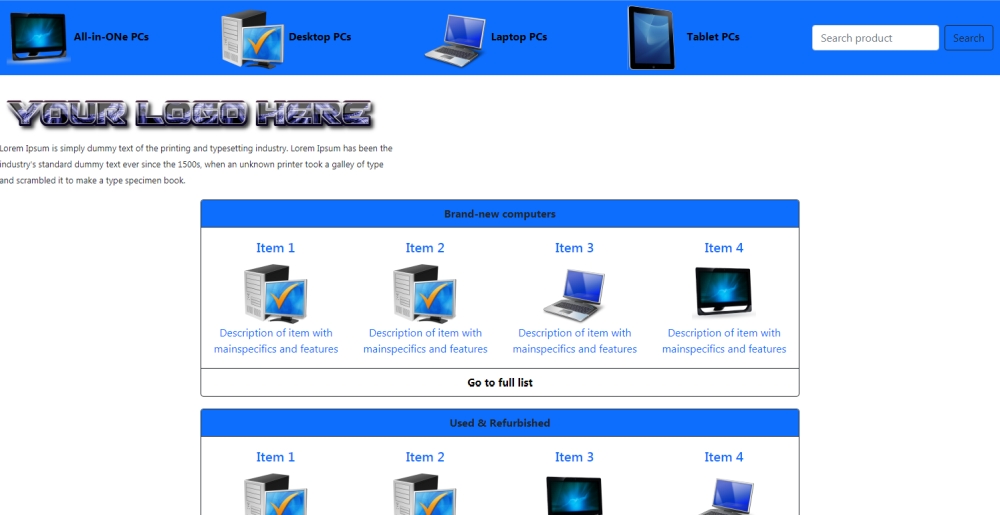 All-in-ONe PCs
Desktop PCs
Laptop PCs
Tablet PCs
Search product
Search
YOUR LOGO HERE
Lorem Ipsum is simply dummy text of the printing and typesetting industry. Lorem Ipsum has been the
industry's standard dummy text ever since the 1500s, when an unknown printer took a galley of type
and scrambled it to make a type specimen book.
Brand-new computers
Item 1
Item 2
Item 3
Item 4
Description of item with
mainspecifics and features
Description of item with
mainspecifics and features
Description of item with
mainspecifics and features
Description of item with
mainspecifics and features
Go to full list
Used & Refurbished
Item 1
Item 2
Item 3
Item 4